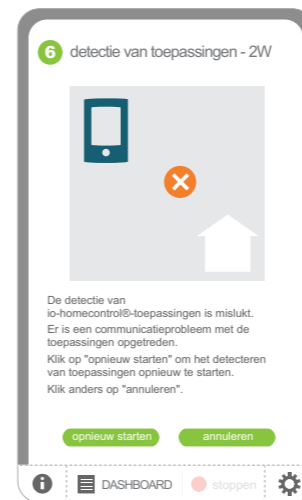 6 detectie van toepassingen - 2W
De detectie van
io-homecontrol®-toepassingen is mislukt.
Er is een communicatieprobleem met de
toepassingen opgetreden.
Klik op "opnieuw starten" om het detecteren
van toepassingen opnieuw te starten.
Klik anders op "annuleren".
opnieuw starten annuleren
DASHBOARD stoppen